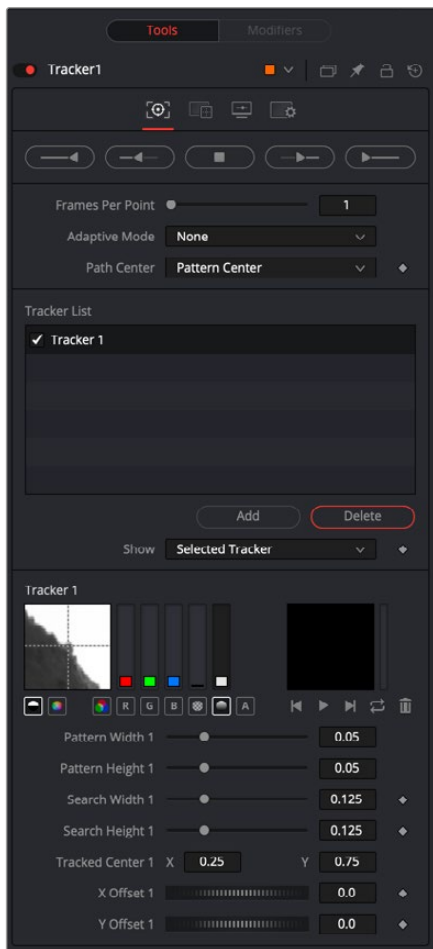 Tools Modifiers
Tracker1
Frames Per Point 1
Adaptive Mode None
Path Center Pattern Center
Tracker List
Tracker 1
Add Delete
Show Selected Tracker
Tracker 1
R G B A
Pattern Width 1 0.05
Pattern Height 1 0.05
Search Width 1 0.125
Search Height 1 0.125
Tracked Center 1 X 0.25 Y 0.75
X Offset 1 0.0
Y Offset 1 0.0